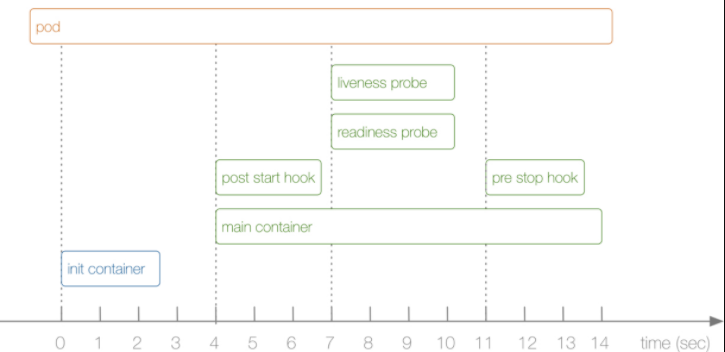 pod
liveness probe
readiness probe
post start hook
pre stop hook
main container
init container
0 1 2 3 4 5 6 7 8 9 10 11 12 13 14 time (sec)